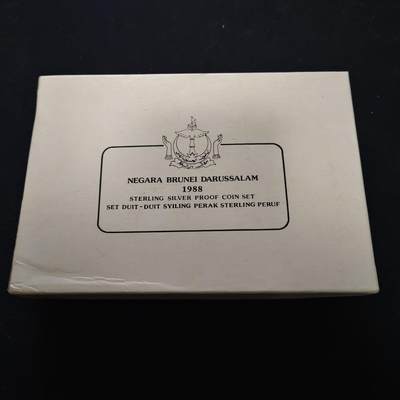 NEGARA BRUNEI DARUSSALAM
1988
STERLING SILVER PROOF COIN SET
SET DUIT-DUIT SYILING PERAK STERLING PERUF